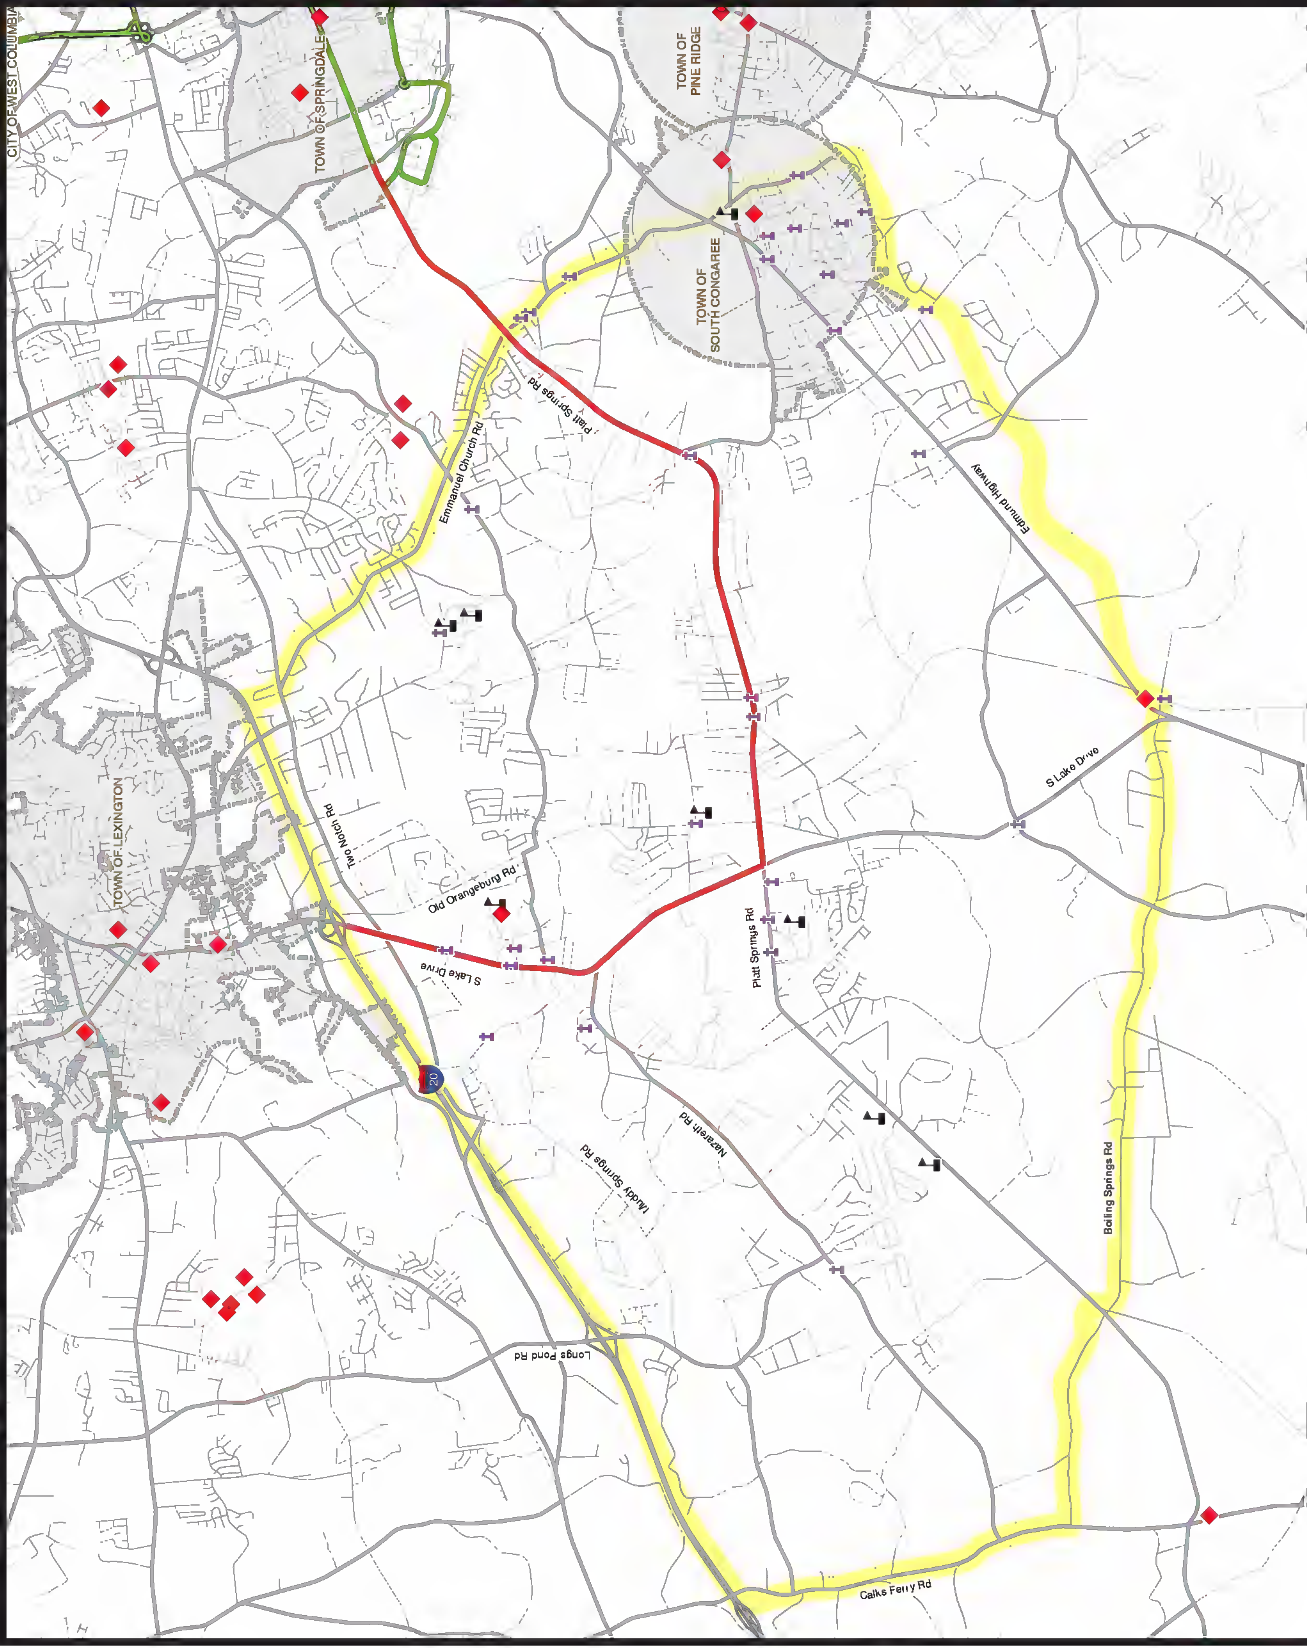 CITY OF WEST COLUMBIA
TOWN OF SPRINGDALE
TOWN OF
PINE RIDGE
TOWN OF
SOUTH CONGAREE
Platt Springs Rd
Emmanuel Church Rd
Edmund Highway
TOWN OF LEXINGTON
Two Notch Rd
Old Orangeburg Rd
S Lake Drive
S Lake Drive
Platt Springs Rd
20
Nazareth Rd
Muddy Springs Rd
Boiling Springs Rd
Longs Pond Rd
Calks Ferry Rd